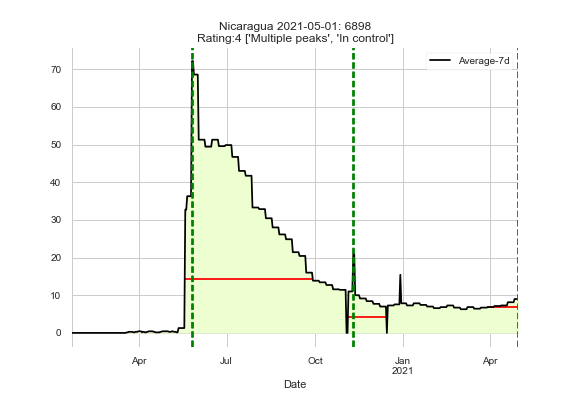 Nicaragua 2021-05-01: 6898
Rating:4 ['Multiple peaks', 'In control']
Average-7d
70
60
50
40
30
20
10
0
Apr
Jul
Oct
Jan
2021
Apr
Date